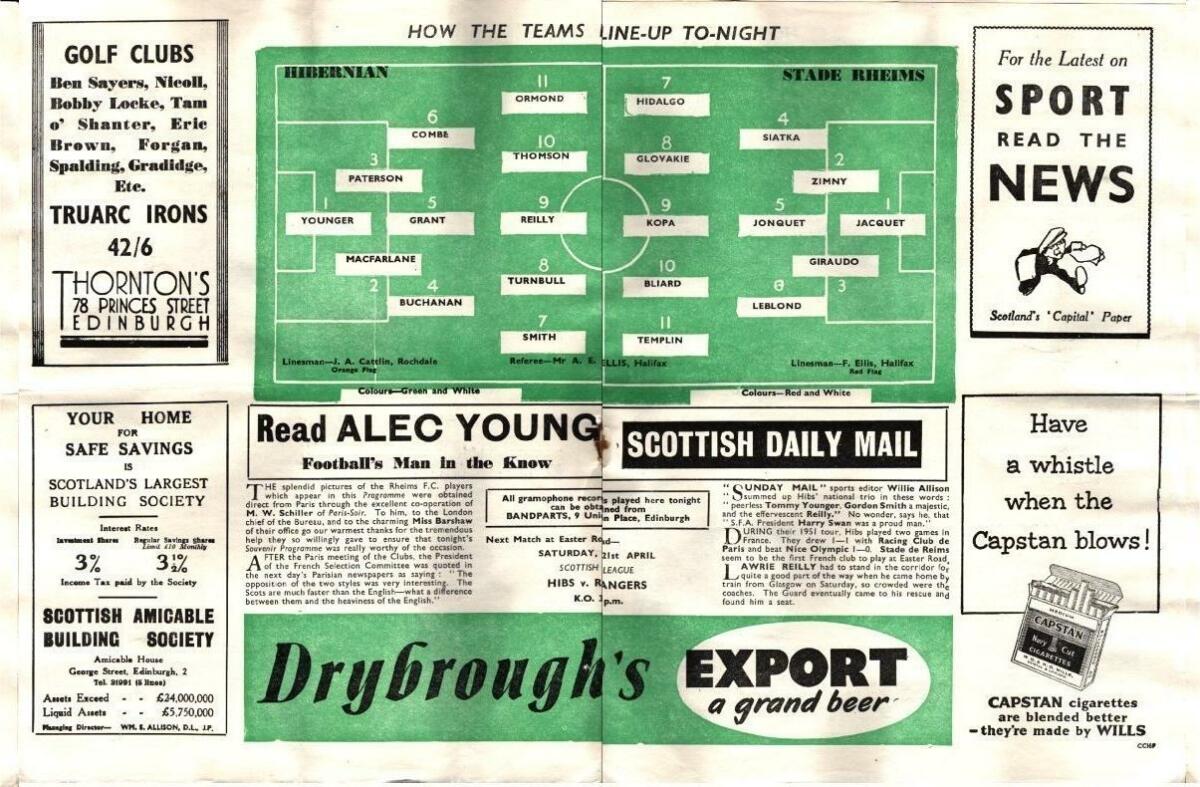 HOW THE TEAMS LINE-UP TO-NIGHT
GOLF CLUBS
Ben Sayers, Nicoll,
Bobby Locke, Tam
o' Shanter, Eric
Brown, Forgan,
Spalding, Gradidge,
Etc.
TRUARC IRONS
42/6
THORNTON'S
78 PRINCES STREET
EDINBURGH
HIBERNIAN
STADE RHEIMS
11
ORMOND
7
HIDALGO
6
COMBE
4
SIATKA
10
THOMSON
8
GLOVAKIE
3
PATERSON
2
ZIMNY
1
YOUNGER
5
GRANT
9
REILLY
9
KOPA
5
JONQUET
1
JACQUET
MACFARLANE
2
GIRAUDO
3
8
TURNBULL
10
BLIARD
4
BUCHANAN
6
LEBLOND
7
SMITH
11
TEMPLIN
Linesman—J. A. Cattlin, Rochdale
Orange Flag
Referee—Mr A. E. ELLIS, Halifax
Linesman—F. Ellis, Halifax
Red Flag
Colours—Green and White
Colours—Red and White
For the Latest on
SPORT
READ THE
NEWS
Scotland's 'Capital' Paper
YOUR HOME
FOR
SAFE SAVINGS
IS
SCOTLAND'S LARGEST
BUILDING SOCIETY
Interest Rates
Investment Shares
Regular Savings Shares
Limit £10 Monthly
3%
3½%
Income Tax paid by the Society
SCOTTISH AMICABLE
BUILDING SOCIETY
Amicable House
George Street, Edinburgh, 2
Assets Exceed - - £24,000,000
Liquid Assets - - £5,750,000
Managing Director— WM. E. ALLISON, D.L., J.P.
Read ALEC YOUNG
Football's Man in the Know
SCOTTISH DAILY MAIL
THE splendid pictures of the Rheims F.C. players
which appear in this Programme were obtained
direct from Paris through the excellent co-operation of
M. W. Schiller of Paris-Soir. To him, to the London
chief of the Bureau, and to the charming Miss Barshaw
of their office go our warmest thanks for the tremendous
help they so willingly gave to ensure that tonight's
Souvenir Programme was really worthy of the occasion.
AFTER the Paris meeting of the Clubs, the President
of the French Selection Committee was quoted in
the next day's Parisian newspapers as saying: "The
opposition of the two styles was very interesting. The
Scots are much faster than the English—what a difference
between them and the heaviness of the English."
All gramophone records played here tonight
can be obtained from
BANDPARTS, 9 Union Place, Edinburgh
Next Match at Easter Road—
SATURDAY, 21st APRIL
SCOTTISH LEAGUE
HIBS v. RANGERS
K.O. 3 p.m.
"SUNDAY MAIL" sports editor Willie Allison
summed up Hibs' national trio in these words:
peerless Tommy Younger, Gordon Smith a majestic,
and the effervescent Reilly." No wonder, says he, that
"S.F.A. President Harry Swan was a proud man."
DURING their 1951 tour, Hibs played two games in
France. They drew 1—1 with Racing Club de
Paris and beat Nice Olympic 1—0. Stade de Reims
seem to be the first French club to play at Easter Road.
LAWRIE REILLY had to stand in the corridor for
quite a good part of the way when he came home by
train from Glasgow on Saturday, so crowded were the
coaches. The Guard eventually came to his rescue and
found him a seat.
Drybrough's
EXPORT
a grand beer
Have
a whistle
when the
Capstan blows!
MEDIUM
CAPSTAN
Navy Cut
CIGARETTES
CAPSTAN cigarettes
are blended better
—they're made by WILLS